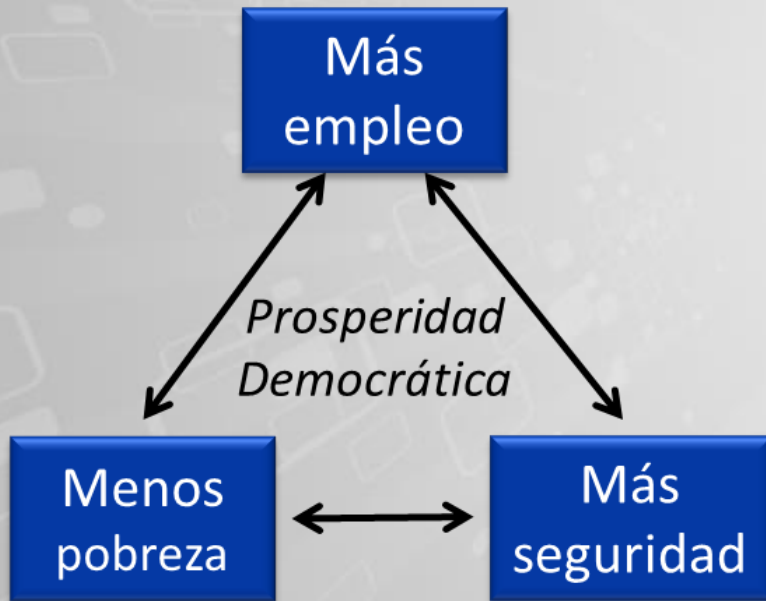 Más
empleo
Prosperidad
Democrática
Menos
pobreza
Más
seguridad